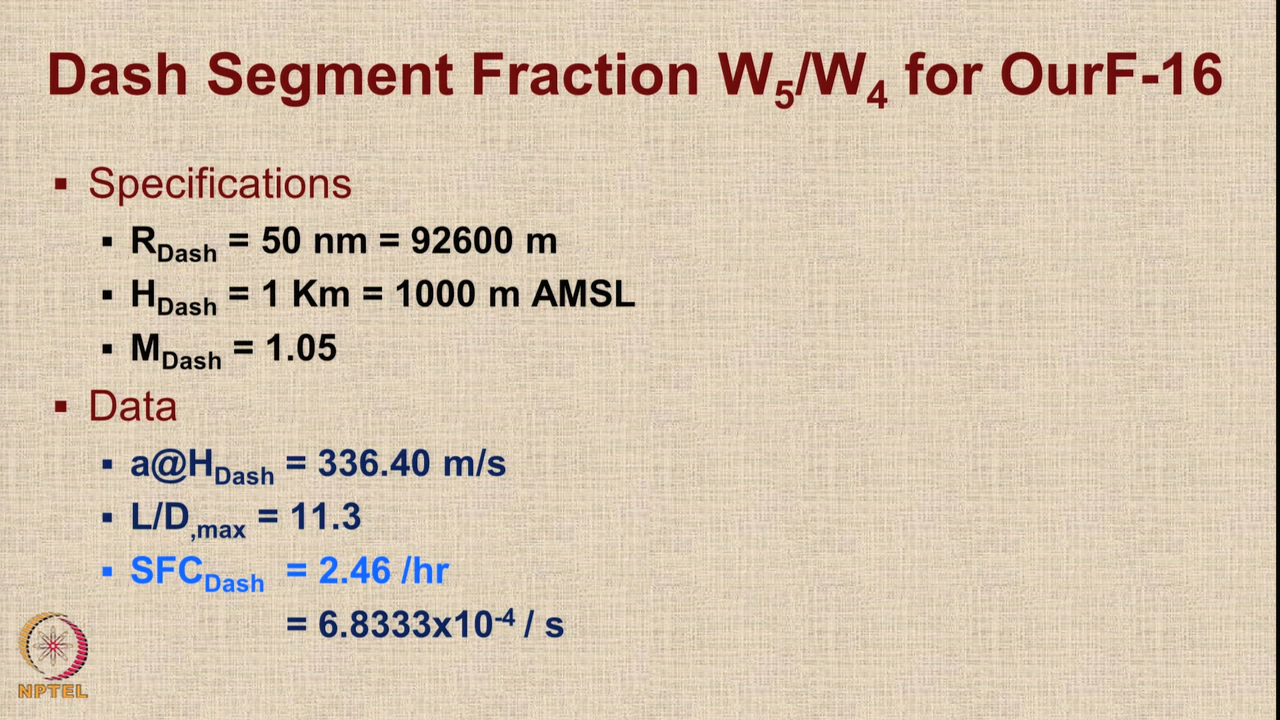 Dash Segment Fraction W5/W4 for OurF-16
▪ Specifications
▪ RDash = 50 nm = 92600 m
▪ HDash = 1 Km = 1000 m AMSL
▪ MDash = 1.05
▪ Data
▪ a@HDash = 336.40 m/s
▪ L/D,max = 11.3
▪ SFCDash = 2.46 /hr
= 6.8333x10-4 / s
NPTEL